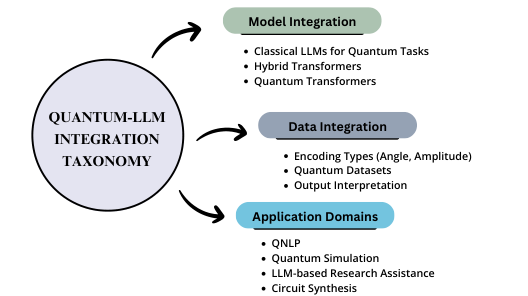 QUANTUM-LLM
INTEGRATION
TAXONOMY
Model Integration
Classical LLMs for Quantum Tasks
Hybrid Transformers
Quantum Transformers
Data Integration
Encoding Types (Angle, Amplitude)
Quantum Datasets
Output Interpretation
Application Domains
QNLP
Quantum Simulation
LLM-based Research Assistance
Circuit Synthesis